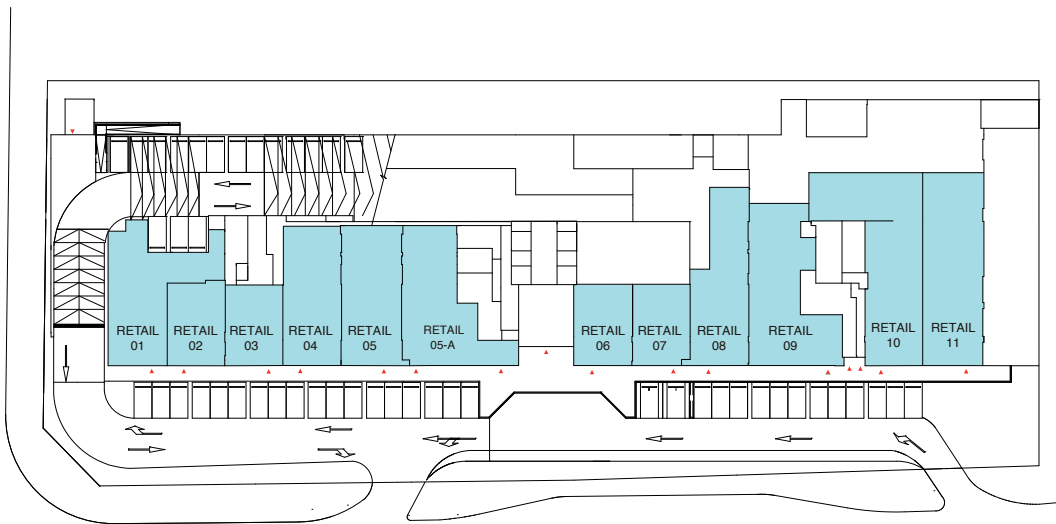 RETAIL
01
RETAIL
02
RETAIL
03
RETAIL
04
RETAIL
05
RETAIL
05-A
RETAIL
06
RETAIL
07
RETAIL
08
RETAIL
09
RETAIL
10
RETAIL
11